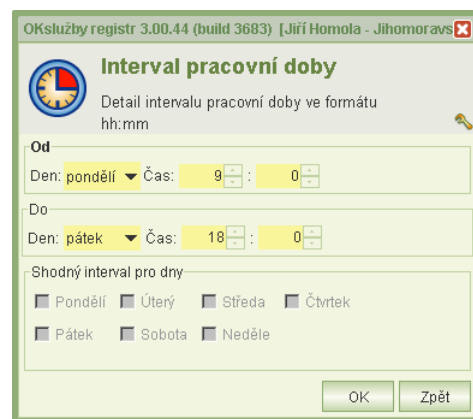 OKslužby registr 3.00.44 (build 3683) [Jiří Homola - Jihomoravs
Interval pracovní doby
Detail intervalu pracovní doby ve formátu
hh:mm
Od
Den: pondělí Čas: 9 : 0
Do
Den: pátek Čas: 18 : 0
Shodný interval pro dny
Pondělí Úterý Středa Čtvrtek
Pátek Sobota Neděle
OK Zpět